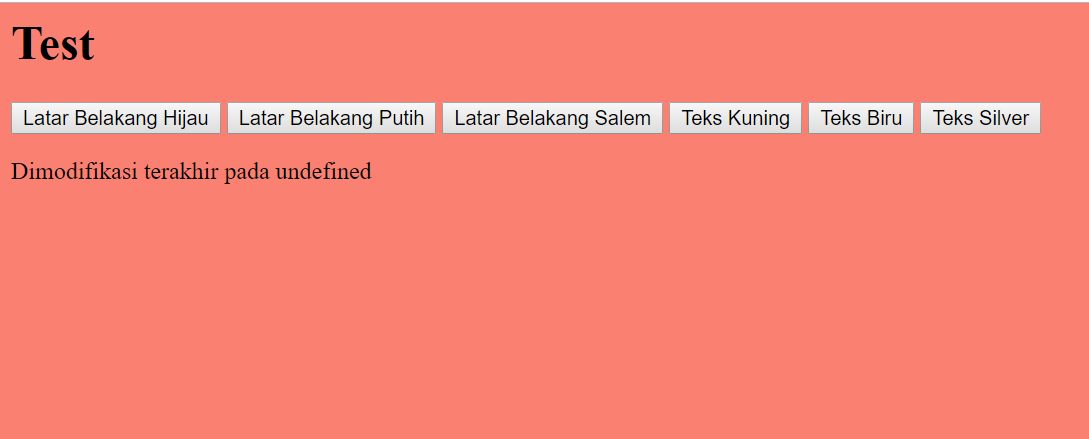 Test
Latar Belakang Hijau Latar Belakang Putih Latar Belakang Salem Teks Kuning Teks Biru Teks Silver
Dimodifikasi terakhir pada undefined